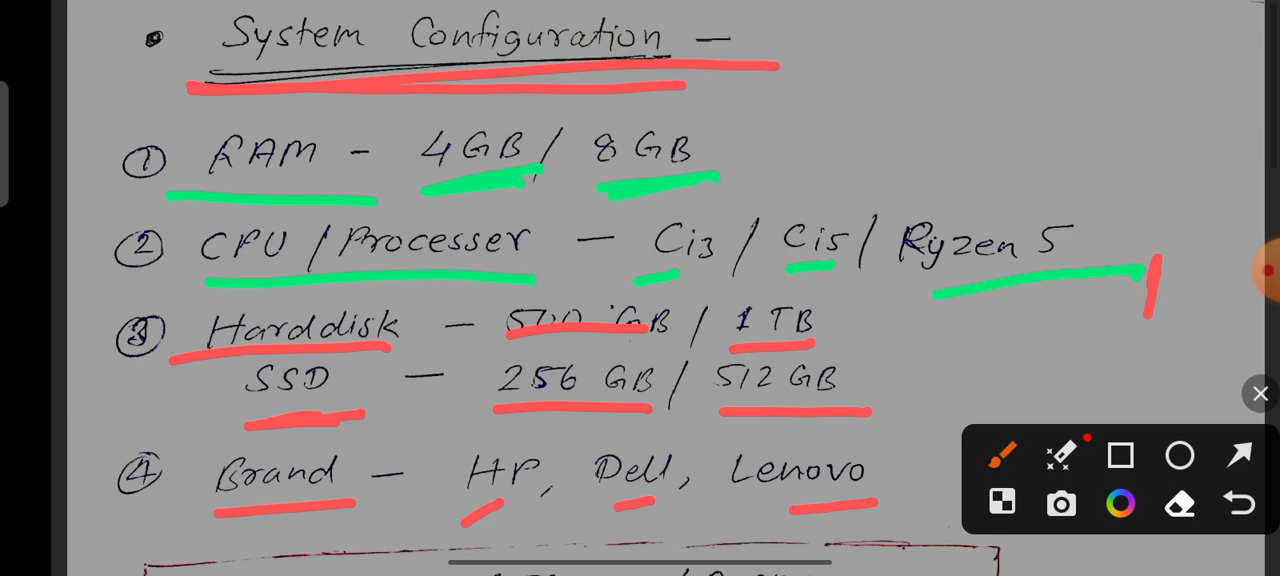 • System Configuration —
① RAM - 4GB / 8 GB
② CPU / Processer — Ci3 / Ci5 / Ryzen 5
③ Harddisk — 500 GB / 1 TB
SSD — 256 GB / 512 GB
④ Brand — HP, Dell, Lenovo